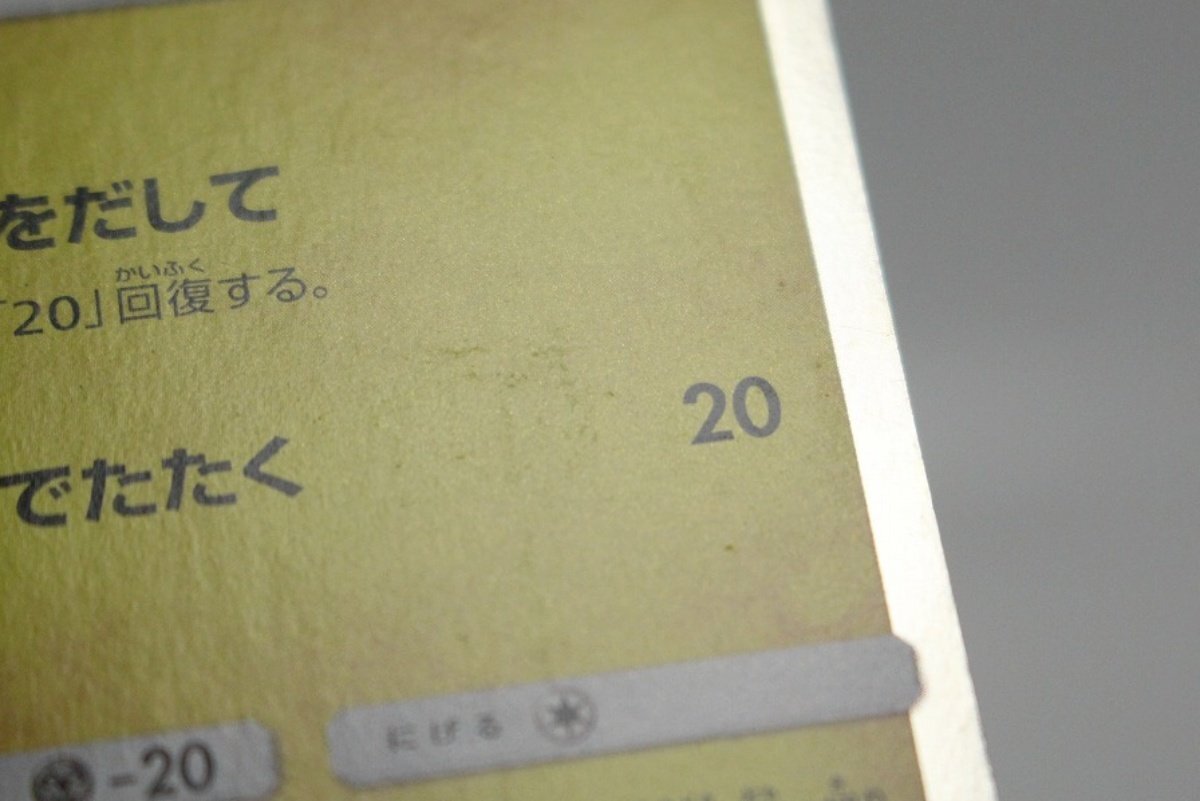 をだして
「20」回復する。
かいふく
20
でたたく
-20
にげる